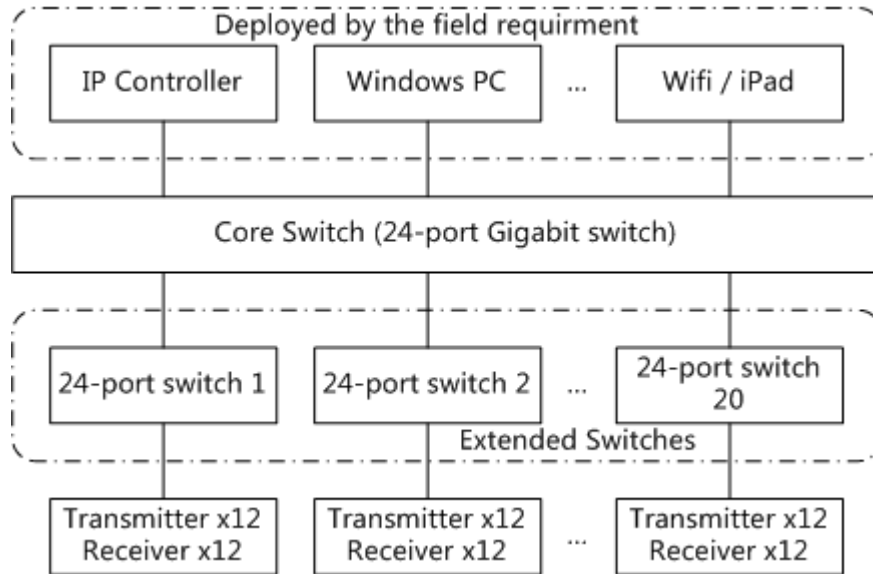 Deployed by the field requirment
IP Controller
Windows PC
...
Wifi / iPad
Core Switch (24-port Gigabit switch)
24-port switch 1
24-port switch 2
...
24-port switch
20
Extended Switches
Transmitter x12
Receiver x12
Transmitter x12
Receiver x12
...
Transmitter x12
Receiver x12